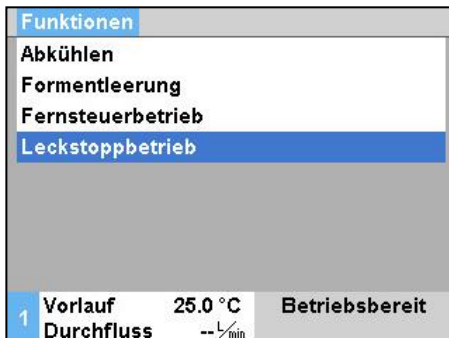 Funktionen
Abkühlen
Formentleerung
Fernsteuerbetrieb
Leckstoppbetrieb
1 Vorlauf 25.0 °C Betriebsbereit
Durchfluss -- L/min